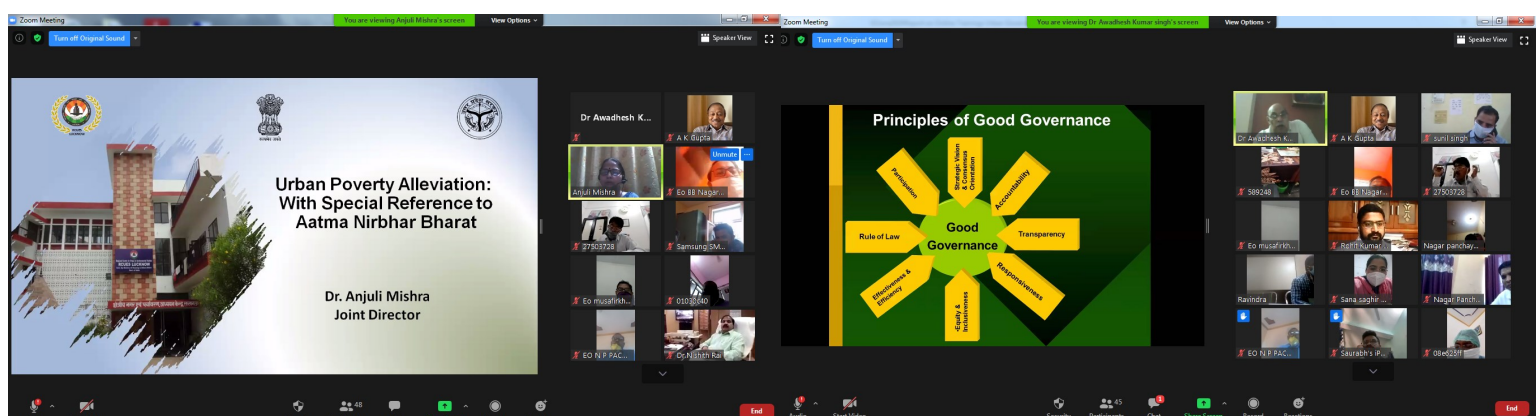 Zoom Meeting
You are viewing Anjuli Mishra's screen
View Options
Turn off Original Sound
Speaker View
Urban Poverty Alleviation:
With Special Reference to
Aatma Nirbhar Bharat
Dr. Anjuli Mishra
Joint Director
RCUES LUCKNOW
Dr Awadhesh K...
A K Gupta
Unmute
Anjuli Mishra
Eo BB Nagar...
27503728
Samsung SM...
Eo musafirkh...
EO N P PAC...
Dr.Nishith Rai
48
End
Zoom Meeting
You are viewing Dr Awadhesh Kumar singh's screen
View Options
Turn off Original Sound
Speaker View
Principles of Good Governance
Strategic Vision
& Consensus
Orientation
Accountability
Transparency
Responsiveness
Equity &
Inclusiveness
Effectiveness &
Efficiency
Rule of Law
Participation
Good
Governance
Dr Awadhesh K...
A K Gupta
sunil singh
589248
Eo BB Nagar...
27503728
Eo musafirkh...
Rohit Kumar...
Nagar panchay...
Ravindra
Sana saghir ...
Nagar Panch...
EO N P PAC...
Saurabh's iP...
45
1
Audio
Start Video
Security
Participants
Chat
Share Screen
Record
Reactions
End